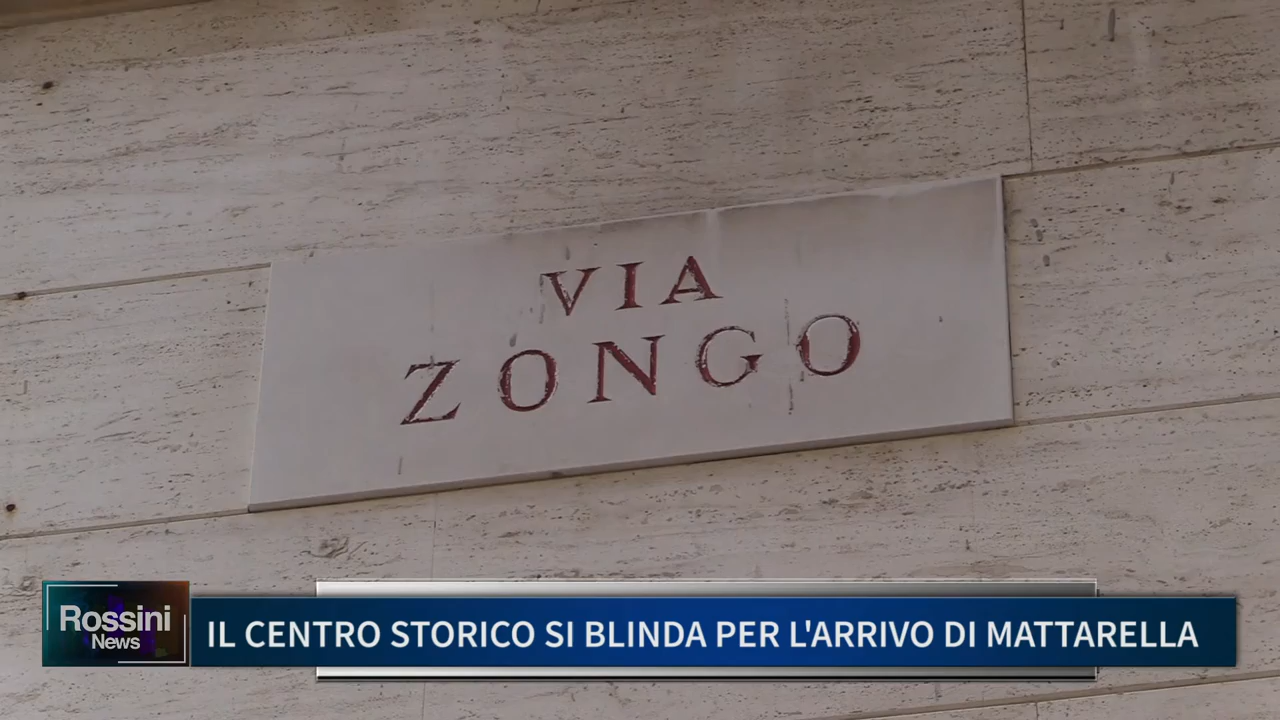 VIA
ZONGO
Rossini
News
IL CENTRO STORICO SI BLINDA PER L'ARRIVO DI MATTARELLA